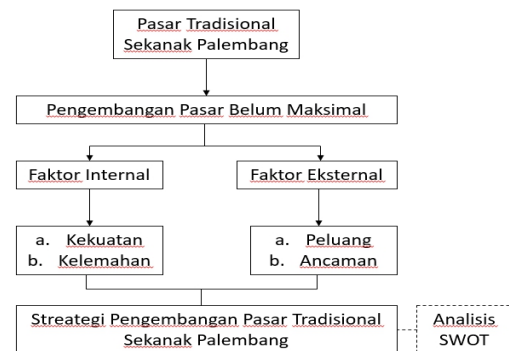 Pasar Tradisional
Sekanak Palembang
Pengembangan Pasar Belum Maksimal
Faktor Internal
Faktor Eksternal
a. Kekuatan
b. Kelemahan
a. Peluang
b. Ancaman
Streategi Pengembangan Pasar Tradisional
Sekanak Palembang
Analisis
SWOT